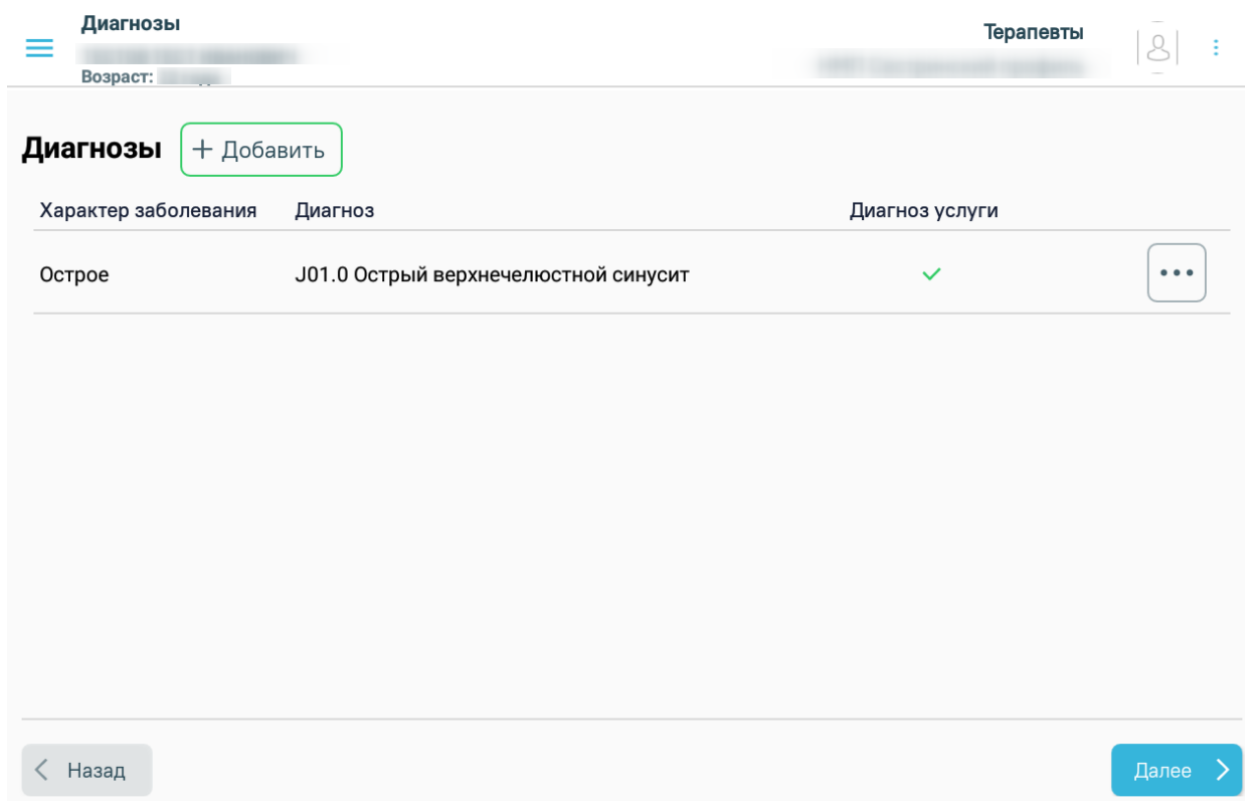 Диагнозы
Возраст:
Терапевты
Диагнозы
+ Добавить
Характер заболевания Диагноз Диагноз услуги
Острое J01.0 Острый верхнечелюстной синусит
Назад
Далее